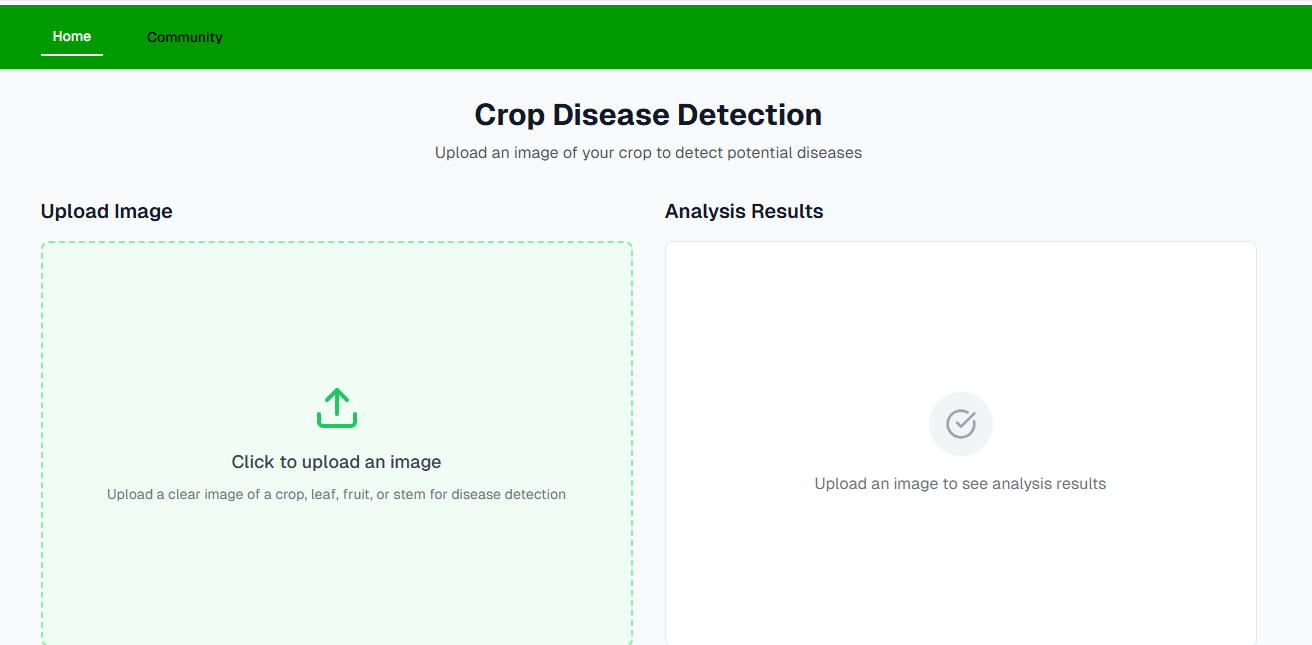 Home
Community
Crop Disease Detection
Upload an image of your crop to detect potential diseases
Upload Image
Analysis Results
Click to upload an image
Upload a clear image of a crop, leaf, fruit, or stem for disease detection
Upload an image to see analysis results